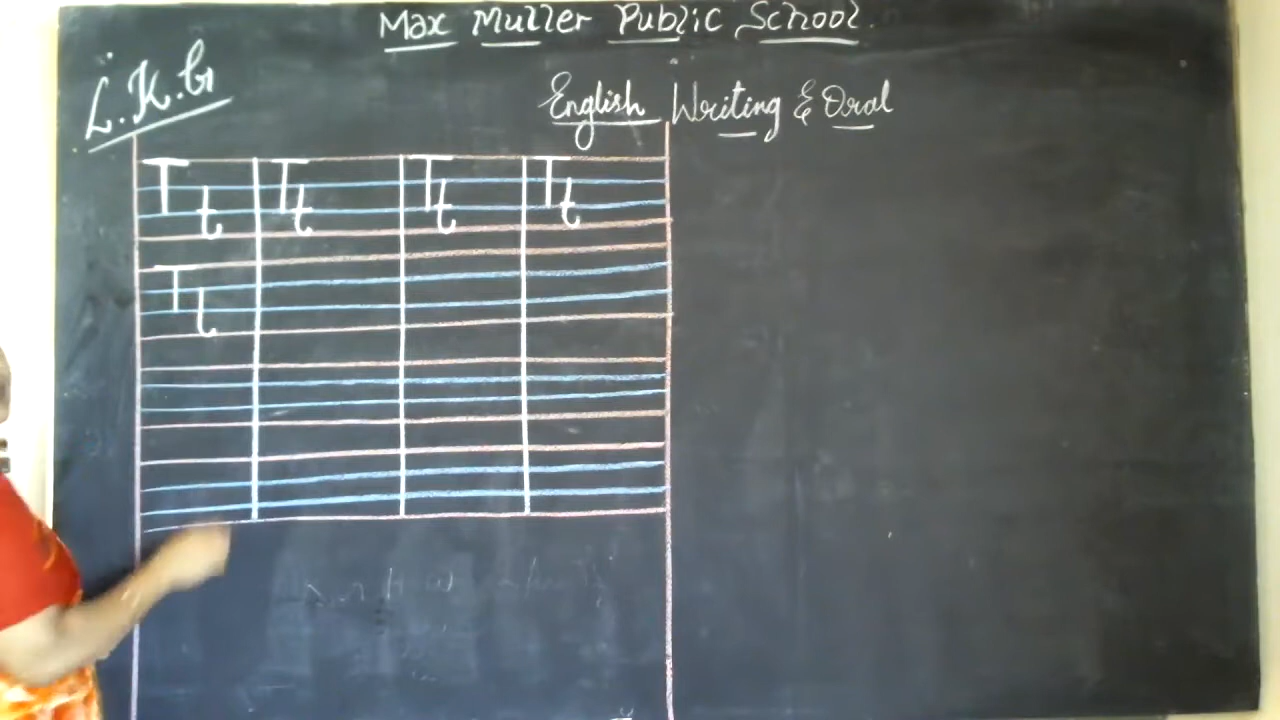 Max Muller Public School.
L.K.G
English Writing & Oral
T t T t T t T t
T t